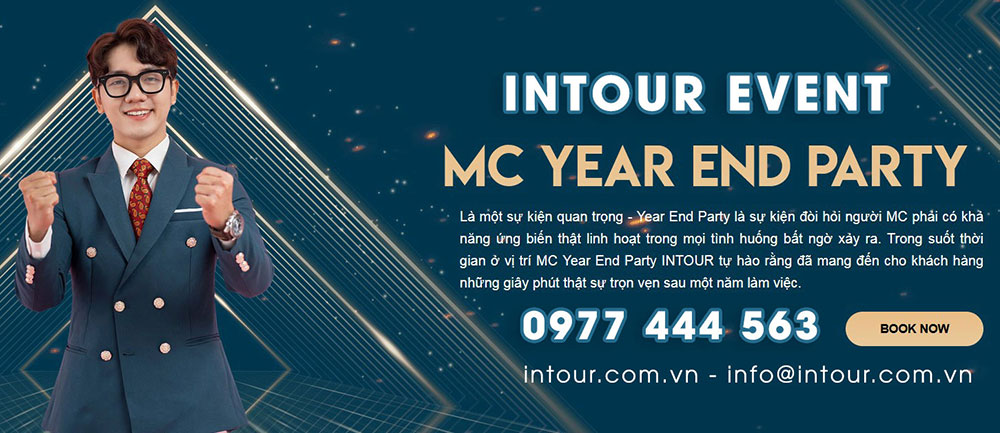 INTOUR EVENT
MC YEAR END PARTY
Là một sự kiện quan trọng - Year End Party là sự kiện đòi hỏi người MC phải có khả
năng ứng biến thật linh hoạt trong mọi tình huống bất ngờ xảy ra. Trong suốt thời
gian ở vị trí MC Year End Party INTOUR tự hào rằng đã mang đến cho khách hàng
những giây phút thật sự trọn vẹn sau một năm làm việc.
0977 444 563
BOOK NOW
intour.com.vn - info@intour.com.vn